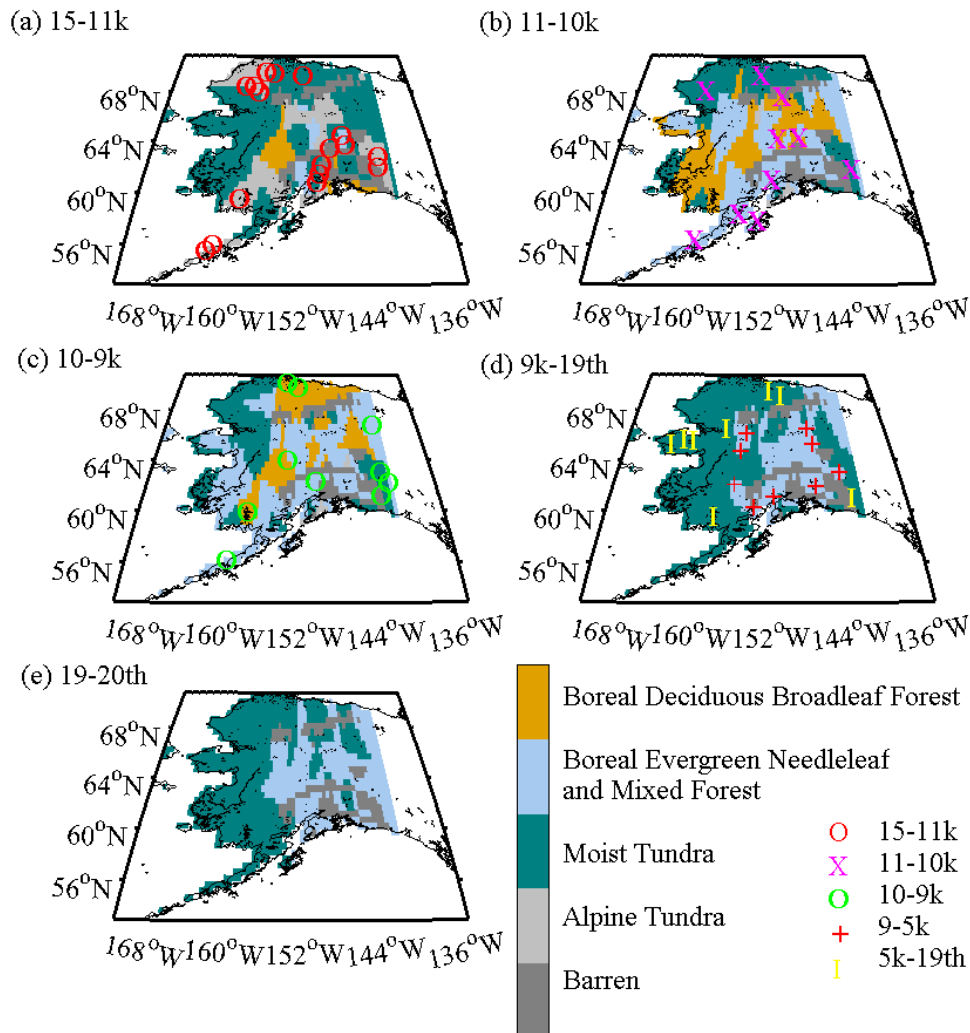 (a) 15-11k
(b) 11-10k
68°N
64°N
60°N
56°N
168°W 160°W 152°W 144°W 136°W
68°N
64°N
60°N
56°N
168°W 160°W 152°W 144°W 136°W
(c) 10-9k
(d) 9k-19th
68°N
64°N
60°N
56°N
168°W 160°W 152°W 144°W 136°W
68°N
64°N
60°N
56°N
168°W 160°W 152°W 144°W 136°W
(e) 19-20th
68°N
64°N
60°N
56°N
168°W 160°W 152°W 144°W 136°W
Boreal Deciduous Broadleaf Forest
Boreal Evergreen Needleleaf
and Mixed Forest
Moist Tundra
Alpine Tundra
Barren
O 15-11k
X 11-10k
O 10-9k
+ 9-5k
I 5k-19th